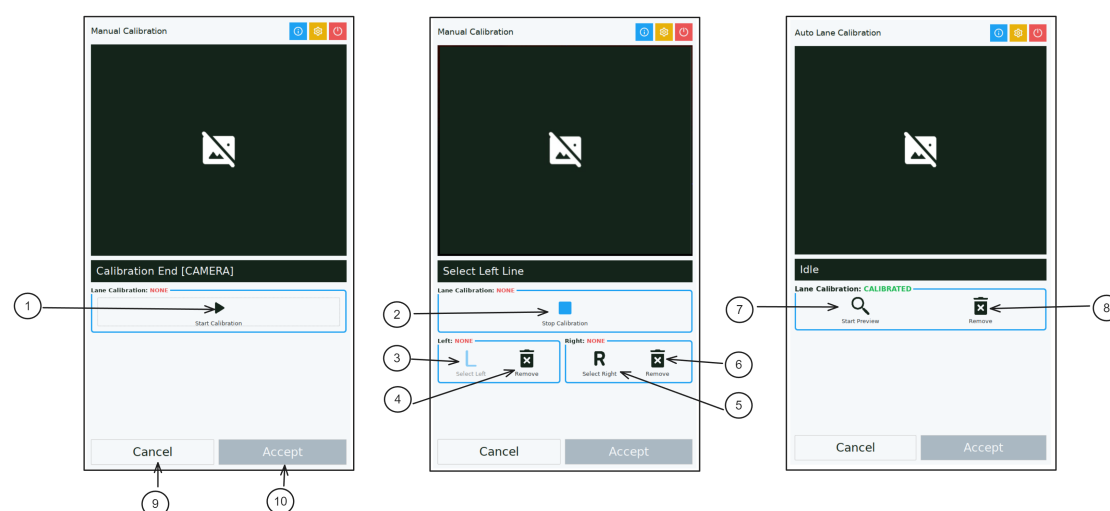 Manual Calibration
Calibration End [CAMERA]
Lane Calibration: NONE
Start Calibration
Cancel
Accept
1
9
10
Manual Calibration
Select Left Line
Lane Calibration: NONE
Stop Calibration
Left: NONE
L
Select Left
Remove
Right: NONE
R
Select Right
Remove
Cancel
Accept
2
3
4
5
6
Auto Lane Calibration
Idle
Lane Calibration: CALIBRATED
Start Preview
Remove
Cancel
Accept
7
8